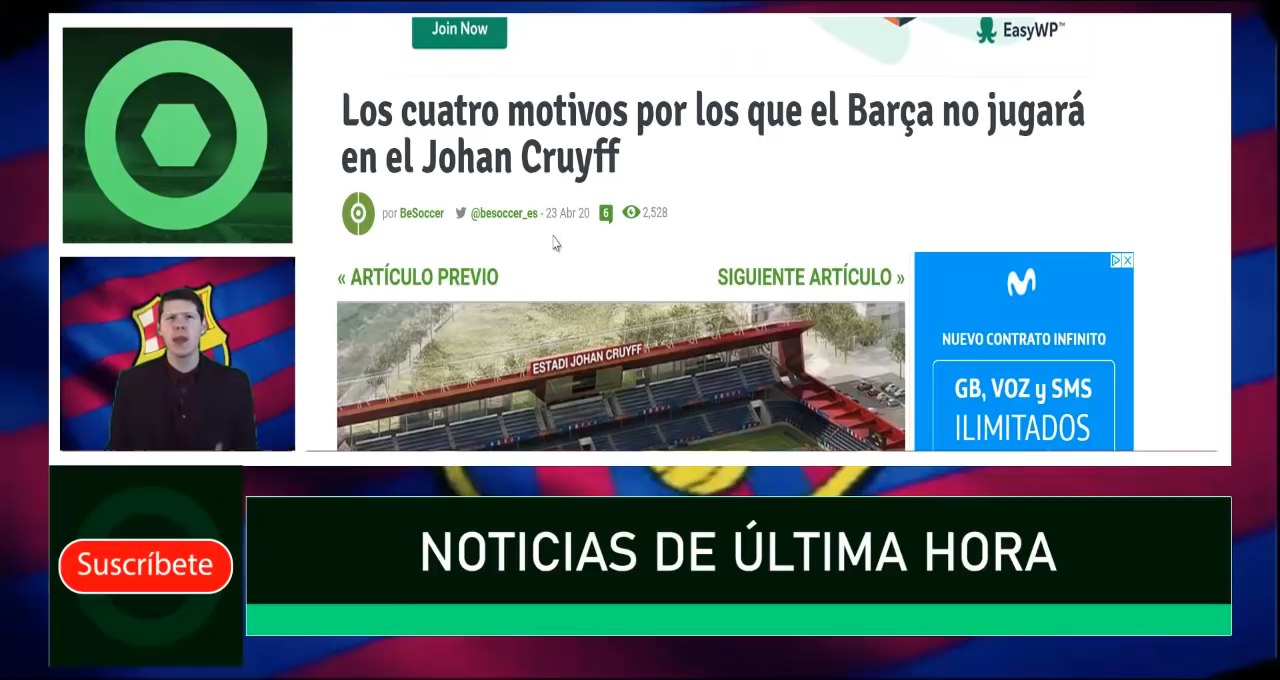 Join Now
EasyWP™
Los cuatro motivos por los que el Barça no jugará
en el Johan Cruyff
por BeSoccer @besoccer_es - 23 Abr 20 6 2,528
« ARTÍCULO PREVIO
SIGUIENTE ARTÍCULO »
ESTADI JOHAN CRUYFF
NUEVO CONTRATO INFINITO
GB, VOZ y SMS
ILIMITADOS
Suscríbete
NOTICIAS DE ÚLTIMA HORA